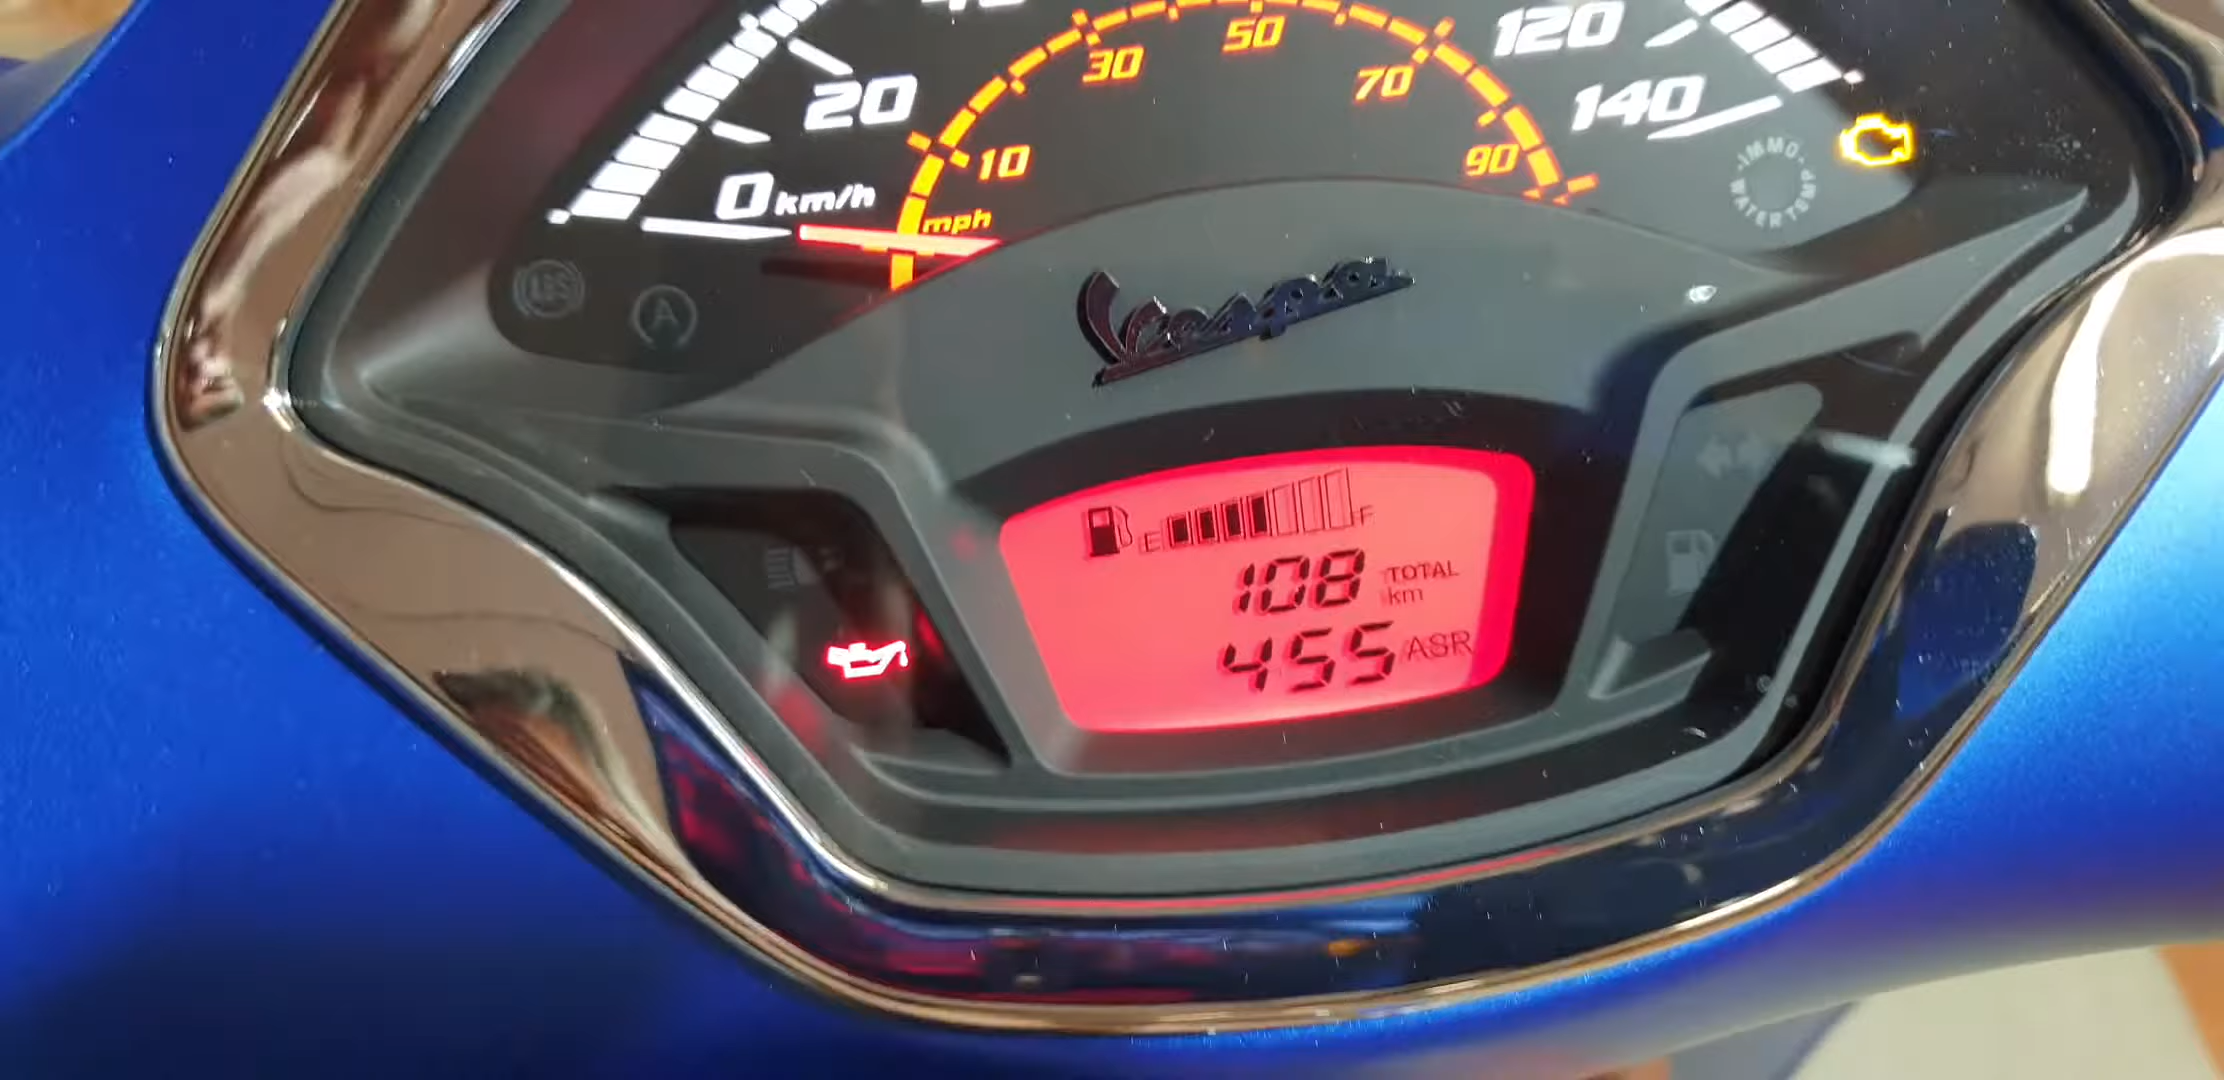 20
0 km/h
10
30
50
70
90
mph
120
140
IMMO
WATER TEMP
A
Vespa
E F
108 TOTAL km
455 ASR